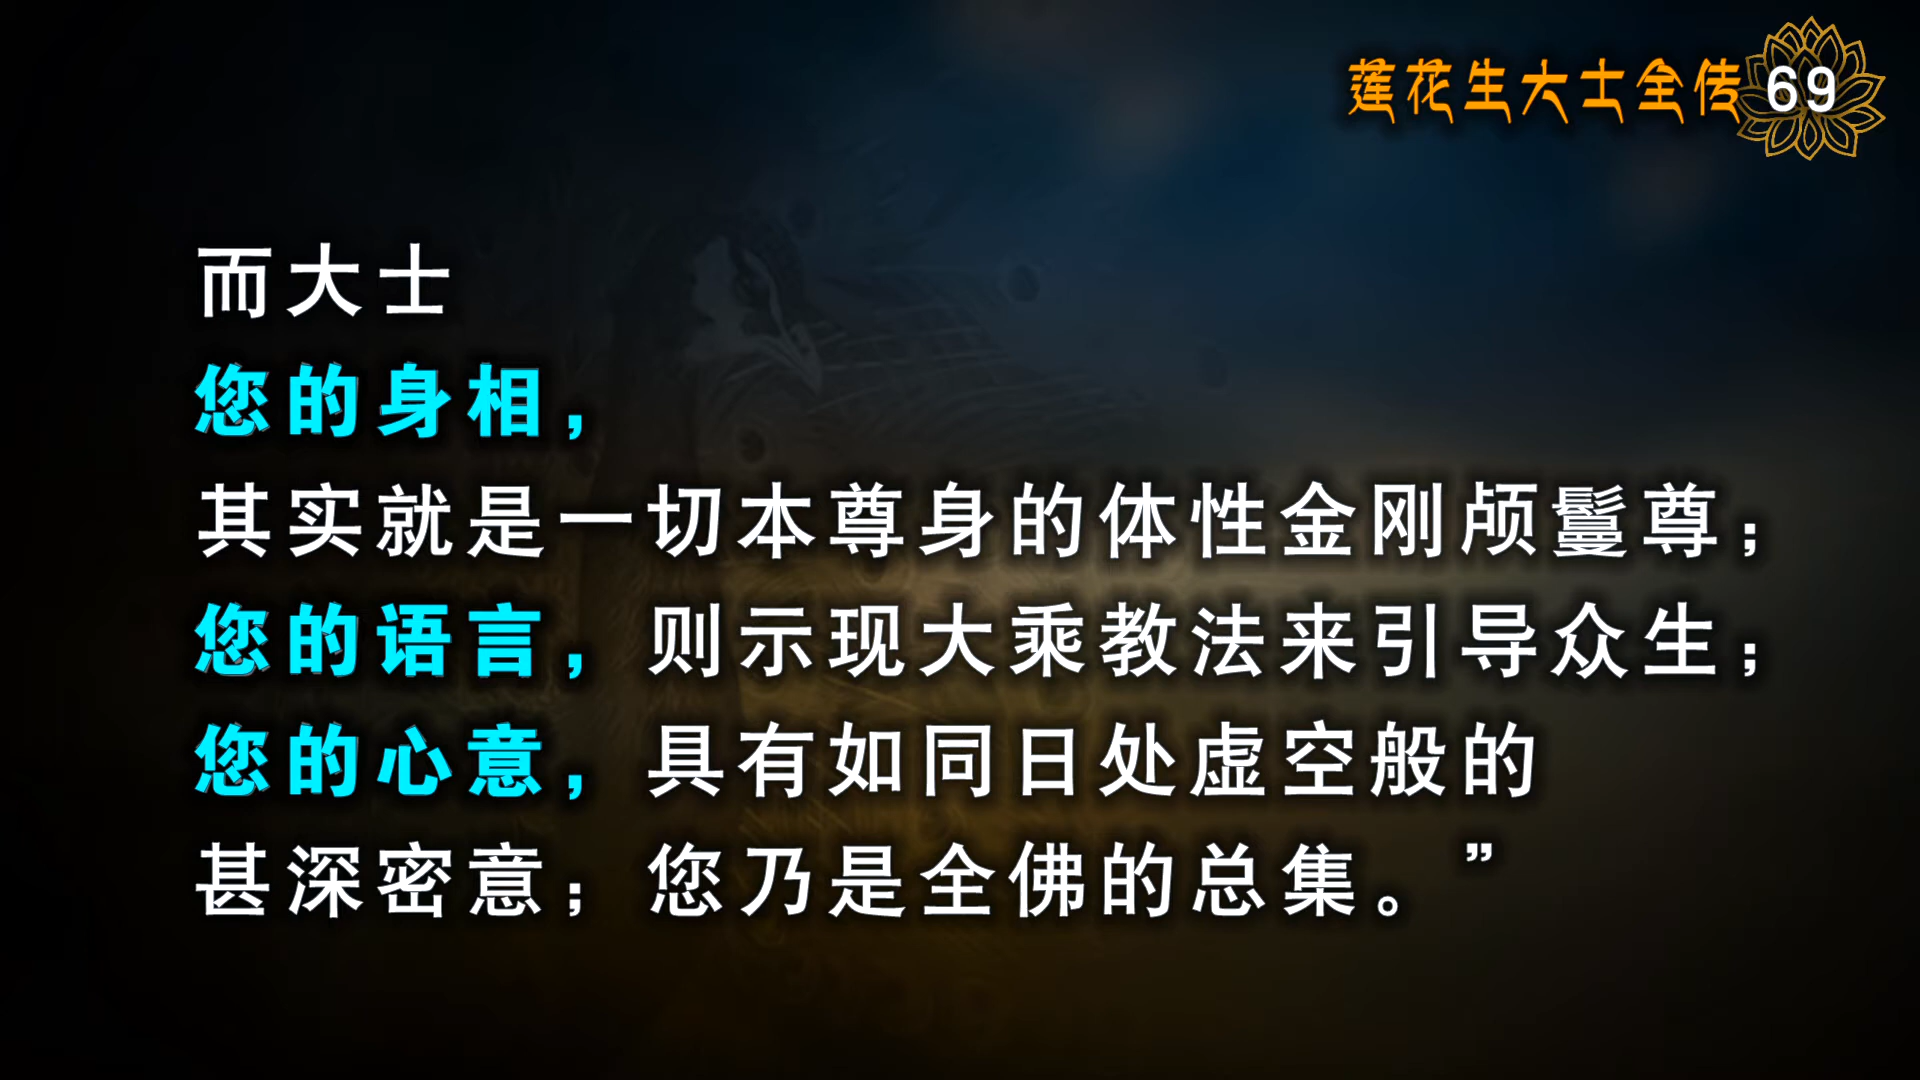 莲花生大士全传 69
而大士
您的身相，
其实就是一切本尊身的体性金刚颅鬘尊；
您的语言，则示现大乘教法来引导众生；
您的心意，具有如同日处虚空般的
甚深密意；您乃是全佛的总集。”